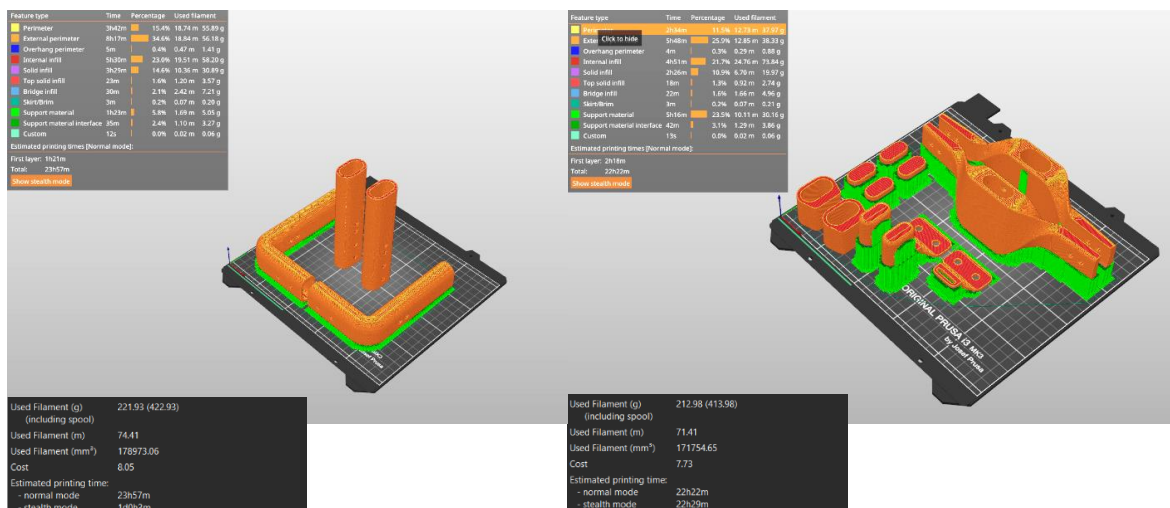 Feature type Time Percentage Used filament
Perimeter 3h42m 15.4% 18.74 m 55.89 g
External perimeter 8h17m 34.6% 18.84 m 56.18 g
Overhang perimeter 5m 0.4% 0.47 m 1.41 g
Internal infill 5h30m 23.0% 19.51 m 58.20 g
Solid infill 3h29m 14.6% 10.36 m 30.89 g
Top solid infill 23m 1.6% 1.20 m 3.57 g
Bridge infill 30m 2.1% 2.42 m 7.21 g
Skirt/Brim 3m 0.2% 0.07 m 0.20 g
Support material 1h23m 5.8% 1.69 m 5.05 g
Support material interface 35m 2.4% 1.10 m 3.27 g
Custom 12s 0.0% 0.02 m 0.06 g
Estimated printing times [Normal mode]:
First layer: 1h21m
Total: 23h57m
Show stealth mode
Used Filament (g) 221.93 (422.93)
(including spool)
Used Filament (m) 74.41
Used Filament (mm³) 178973.06
Cost 8.05
Estimated printing time:
- normal mode 23h57m
- stealth mode 1d0h3m
Feature type Time Percentage Used filament
2h34m 11.5% 12.73 m 37.97 g
Click to hide
5h48m 25.9% 12.85 m 38.33 g
Overhang perimeter 4m 0.3% 0.29 m 0.88 g
Internal infill 4h51m 21.7% 24.76 m 73.84 g
Solid infill 2h26m 10.9% 6.70 m 19.97 g
Top solid infill 18m 1.3% 0.92 m 2.74 g
Bridge infill 22m 1.6% 1.66 m 4.96 g
Skirt/Brim 3m 0.2% 0.07 m 0.21 g
Support material 5h16m 23.5% 10.11 m 30.16 g
Support material interface 42m 3.1% 1.29 m 3.86 g
Custom 13s 0.0% 0.02 m 0.06 g
Estimated printing times [Normal mode]:
First layer: 2h18m
Total: 22h22m
Show stealth mode
ORIGINAL PRUSA i3 MK3
by Josef Prusa
Used Filament (g) 212.98 (413.98)
(including spool)
Used Filament (m) 71.41
Used Filament (mm³) 171754.65
Cost 7.73
Estimated printing time:
- normal mode 22h22m
- stealth mode 22h29m